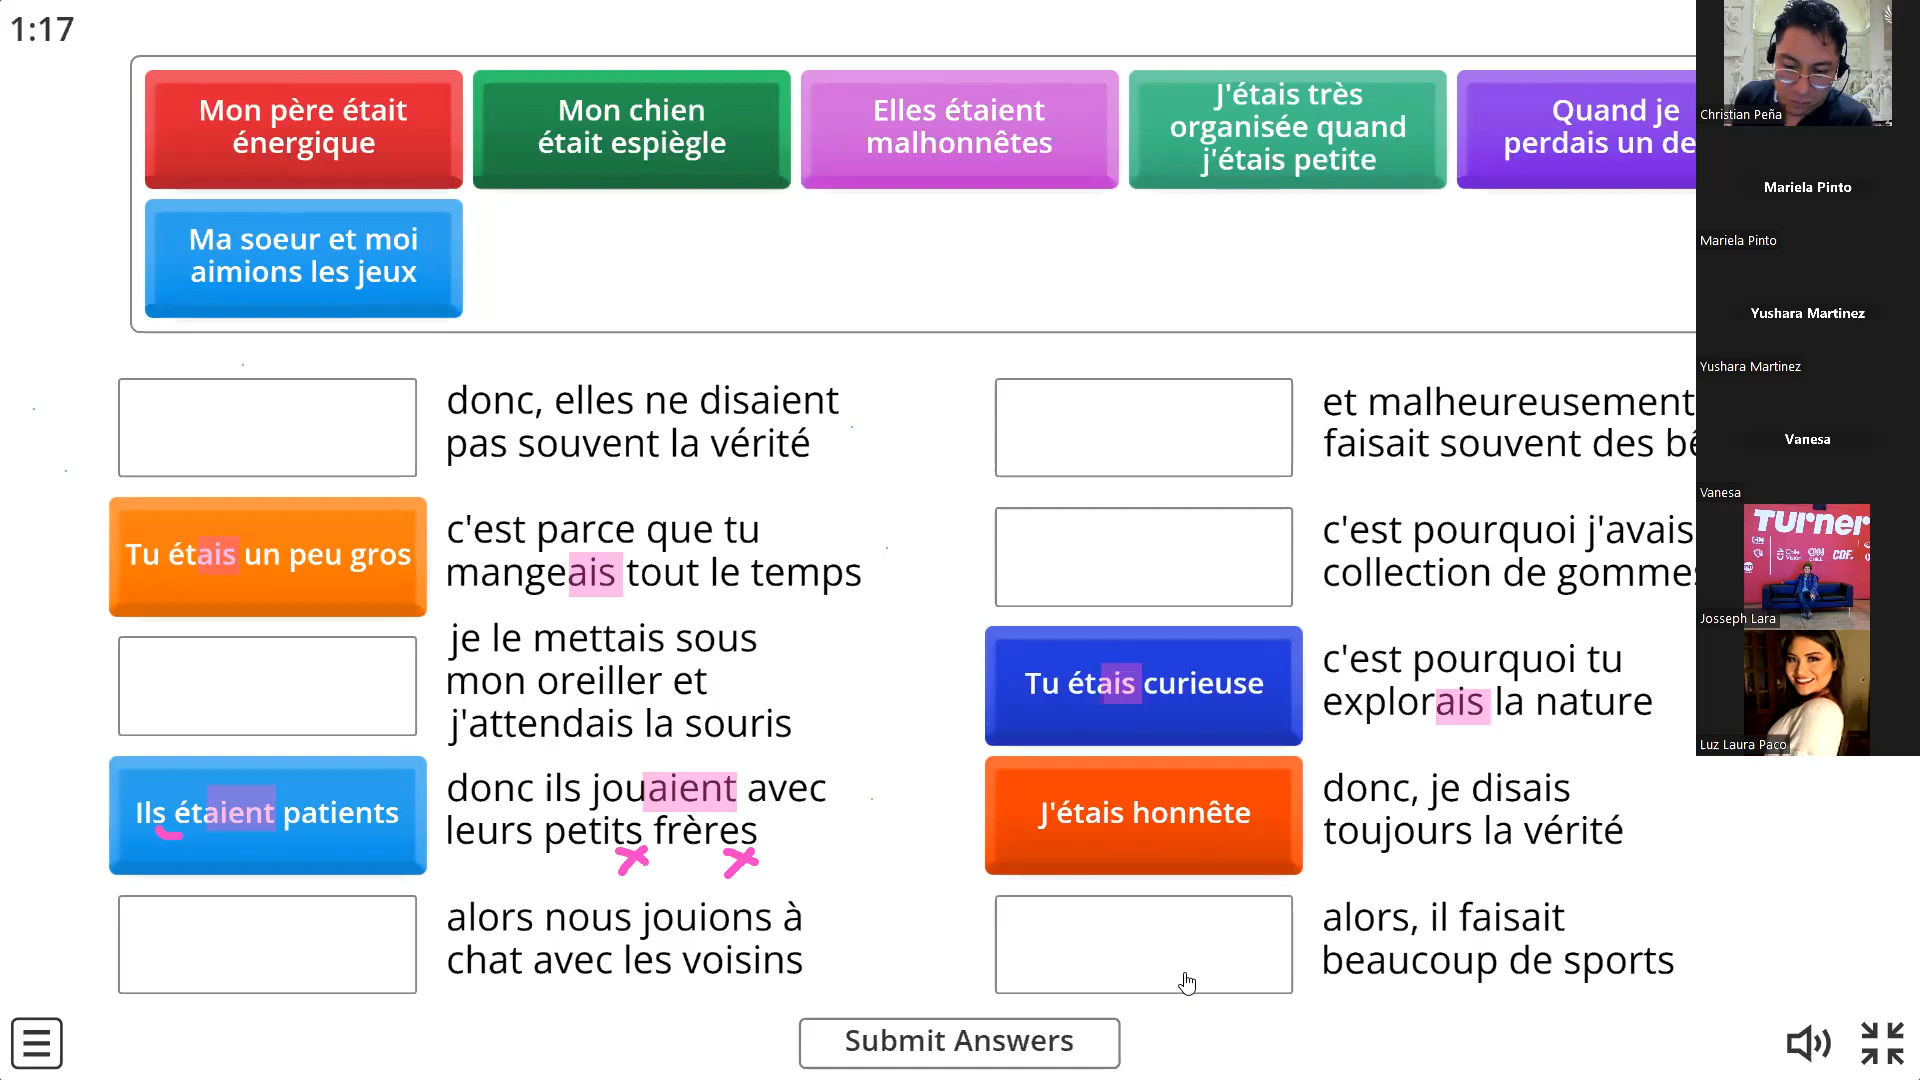 1:17
Mon père était
énergique
Mon chien
était espiègle
Elles étaient
malhonnêtes
J'étais très
organisée quand
j'étais petite
Quand je
perdais un de
Ma soeur et moi
aimions les jeux
donc, elles ne disaient
pas souvent la vérité
Tu étais un peu gros
c'est parce que tu
mangeais tout le temps
je le mettais sous
mon oreiller et
j'attendais la souris
Ils étaient patients
donc ils jouaient avec
leurs petits frères
alors nous jouions à
chat avec les voisins
et malheureusement
faisait souvent des bê
c'est pourquoi j'avais
collection de gommes
Tu étais curieuse
c'est pourquoi tu
explorais la nature
J'étais honnête
donc, je disais
toujours la vérité
alors, il faisait
beaucoup de sports
Submit Answers
Christian Peña
Mariela Pinto
Mariela Pinto
Yushara Martinez
Yushara Martinez
Vanesa
Vanesa
Turner
CDF.
Josseph Lara
Luz Laura Paco